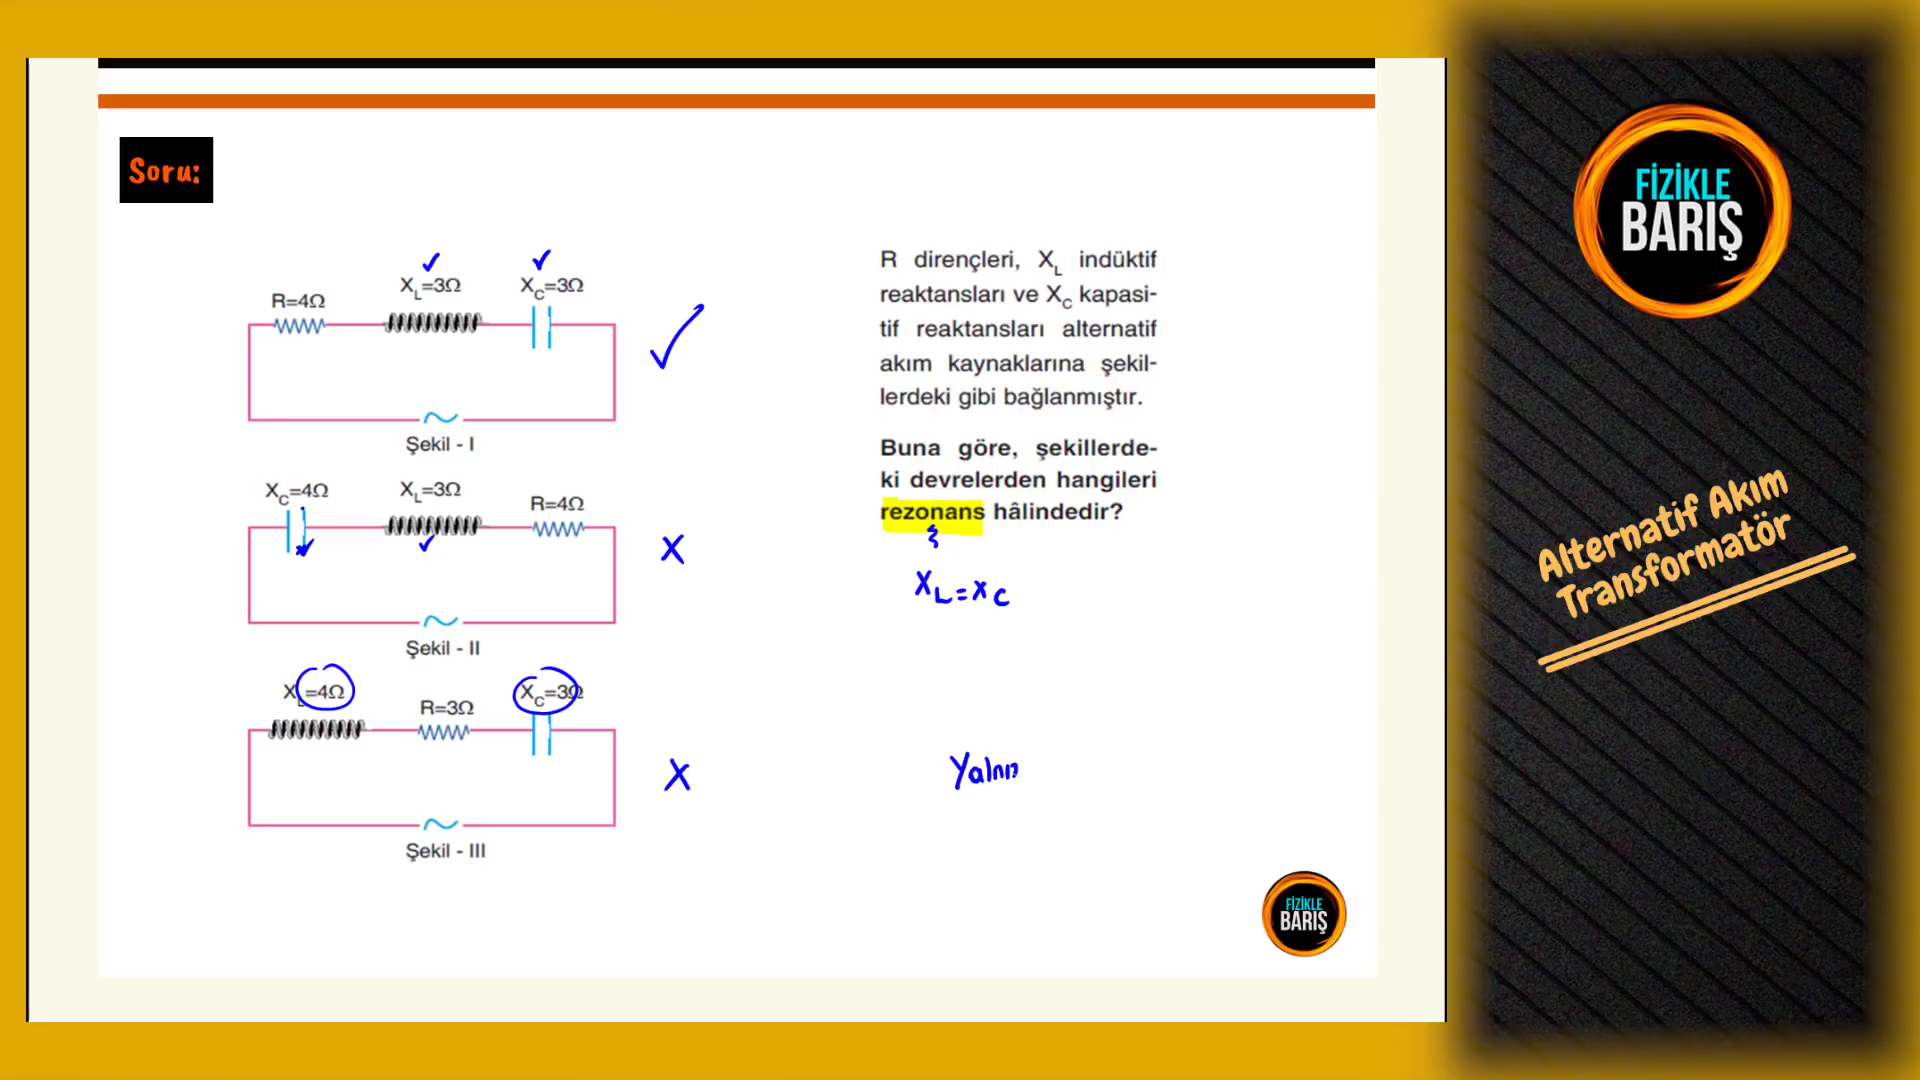 Soru:
R=4Ω
X_L=3Ω
X_C=3Ω
Şekil - I
X_C=4Ω
X_L=3Ω
R=4Ω
Şekil - II
X_L=4Ω
R=3Ω
X_C=3Ω
Şekil - III
R dirençleri, X_L indüktif
reaktansları ve X_C kapasi-
tif reaktansları alternatif
akım kaynaklarına şekil-
lerdeki gibi bağlanmıştır.
Buna göre, şekillerde-
ki devrelerden hangileri
rezonans hâlindedir?
X_L = X_C
Yalnız
FİZİKLE
BARIŞ
FİZİKLE
BARIŞ
Alternatif Akım
Transformatör